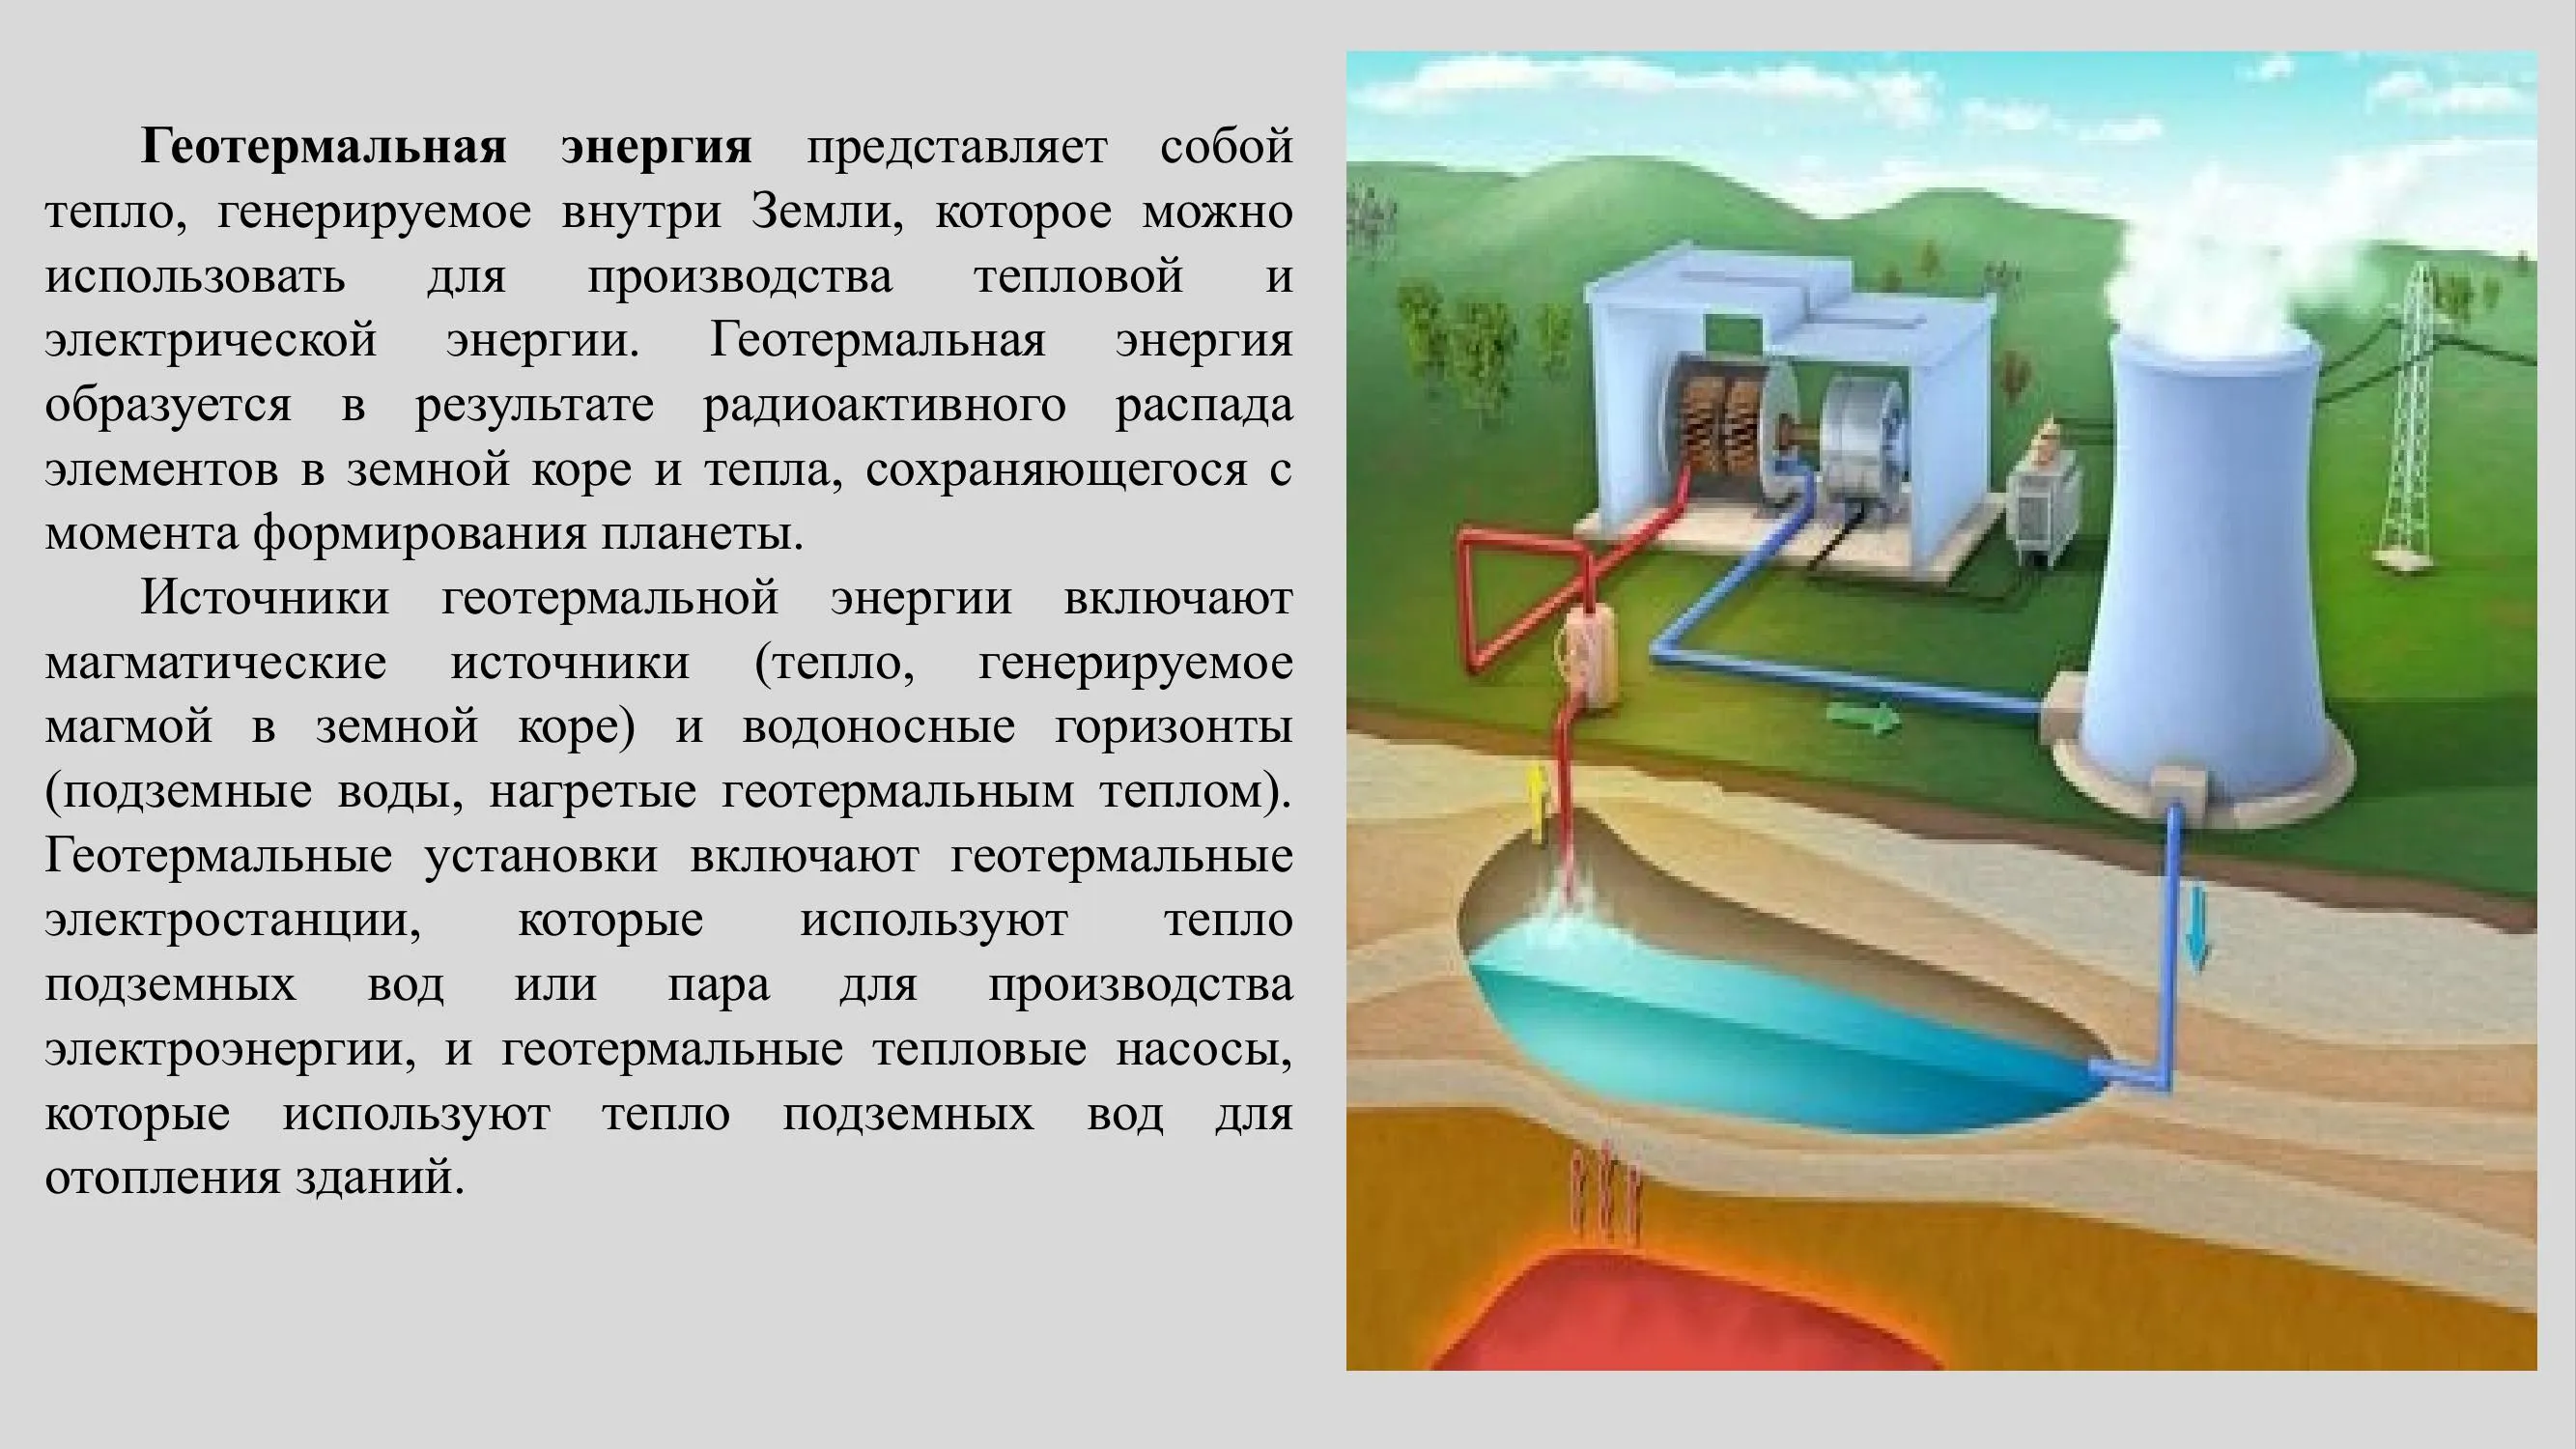 Геотермальная энергия представляет собой
тепло, генерируемое внутри Земли, которое можно
использовать для производства тепловой и
электрической энергии. Геотермальная энергия
образуется в результате радиоактивного распада
элементов в земной коре и тепла, сохраняющегося с
момента формирования планеты.
Источники геотермальной энергии включают
магматические источники (тепло, генерируемое
магмой в земной коре) и водоносные горизонты
(подземные воды, нагретые геотермальным теплом).
Геотермальные установки включают геотермальные
электростанции, которые используют тепло
подземных вод или пара для производства
электроэнергии, и геотермальные тепловые насосы,
которые используют тепло подземных вод для
отопления зданий.